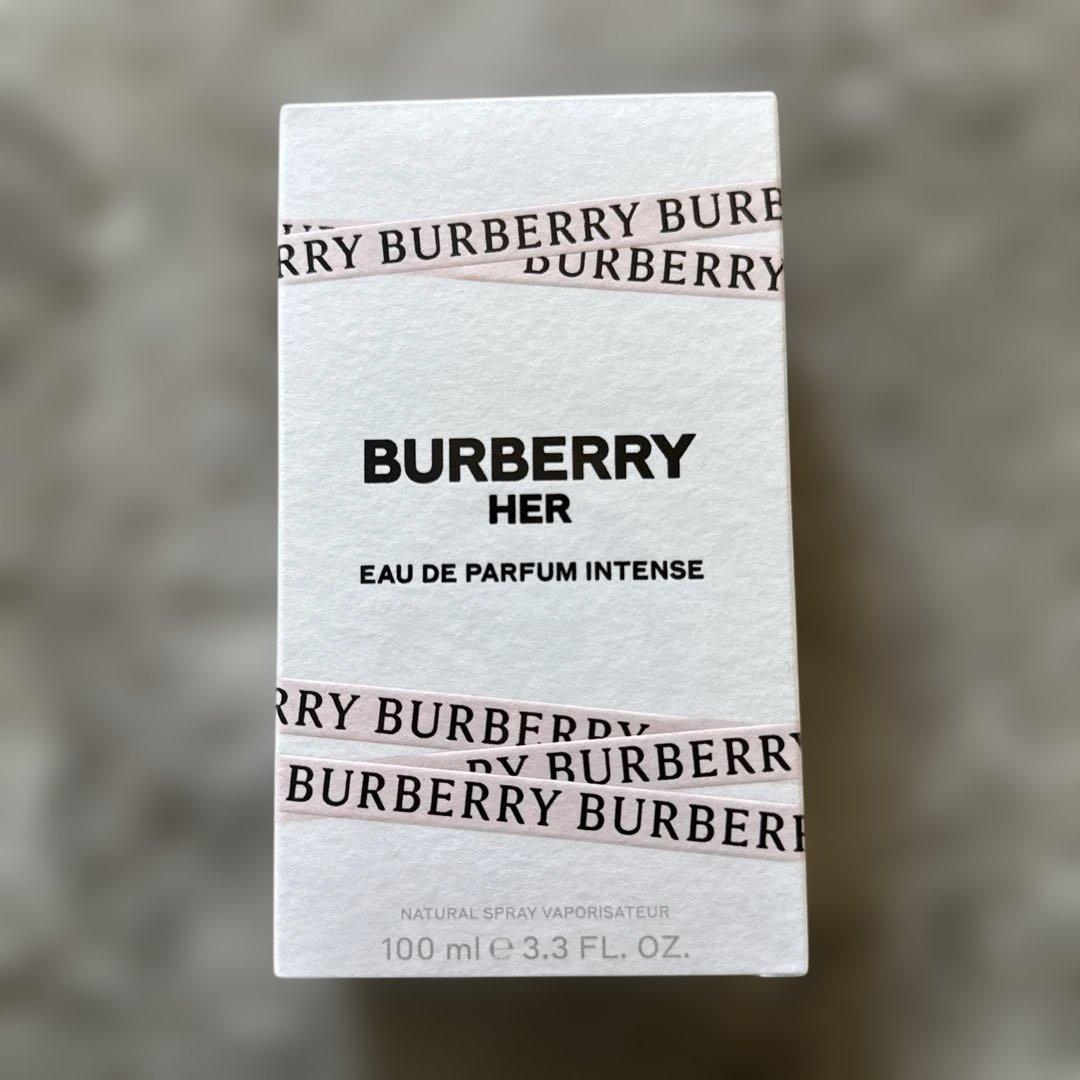 RRY BURBERRY BURB
BURBERRY
BURBERRY
HER
EAU DE PARFUM INTENSE
RRY BURBERRY
RY BURBERRY
BURBERRY BURBER
NATURAL SPRAY VAPORISATEUR
100 ml ℮ 3.3 FL. OZ.